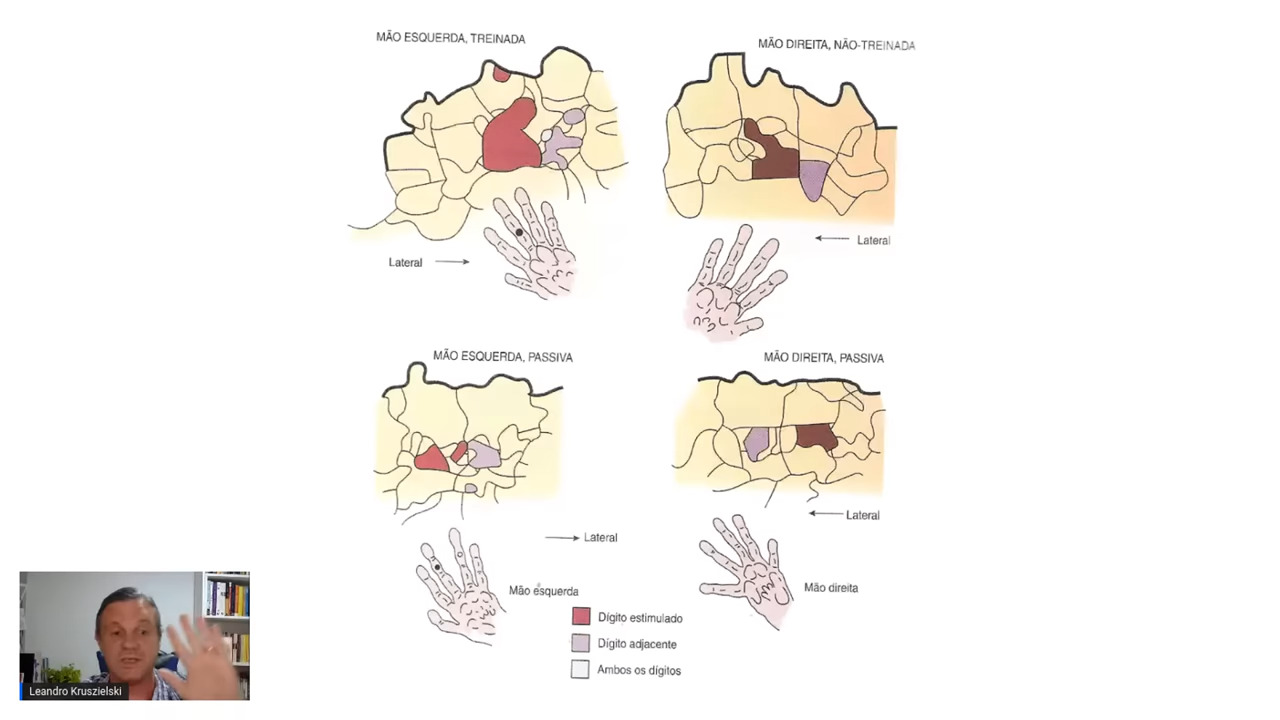 MÃO ESQUERDA, TREINADA
MÃO DIREITA, NÃO-TREINADA
Lateral
Lateral
MÃO ESQUERDA, PASSIVA
MÃO DIREITA, PASSIVA
Lateral
Lateral
Mão esquerda
Mão direita
Dígito estimulado
Dígito adjacente
Ambos os dígitos
Leandro Kruszielski